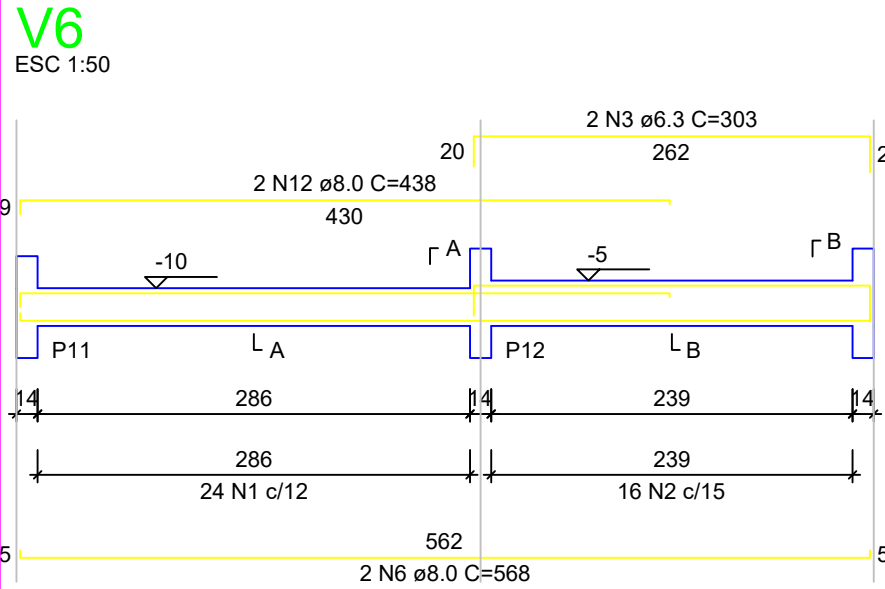 V6
ESC 1:50
2 N3 ø6.3 C=303
20 262 2
2 N12 ø8.0 C=438
9 430
A B
-10 -5
P11 A P12 B
14 286 14 239 14
286 239
24 N1 c/12 16 N2 c/15
5 562 5
2 N6 ø8.0 C=568